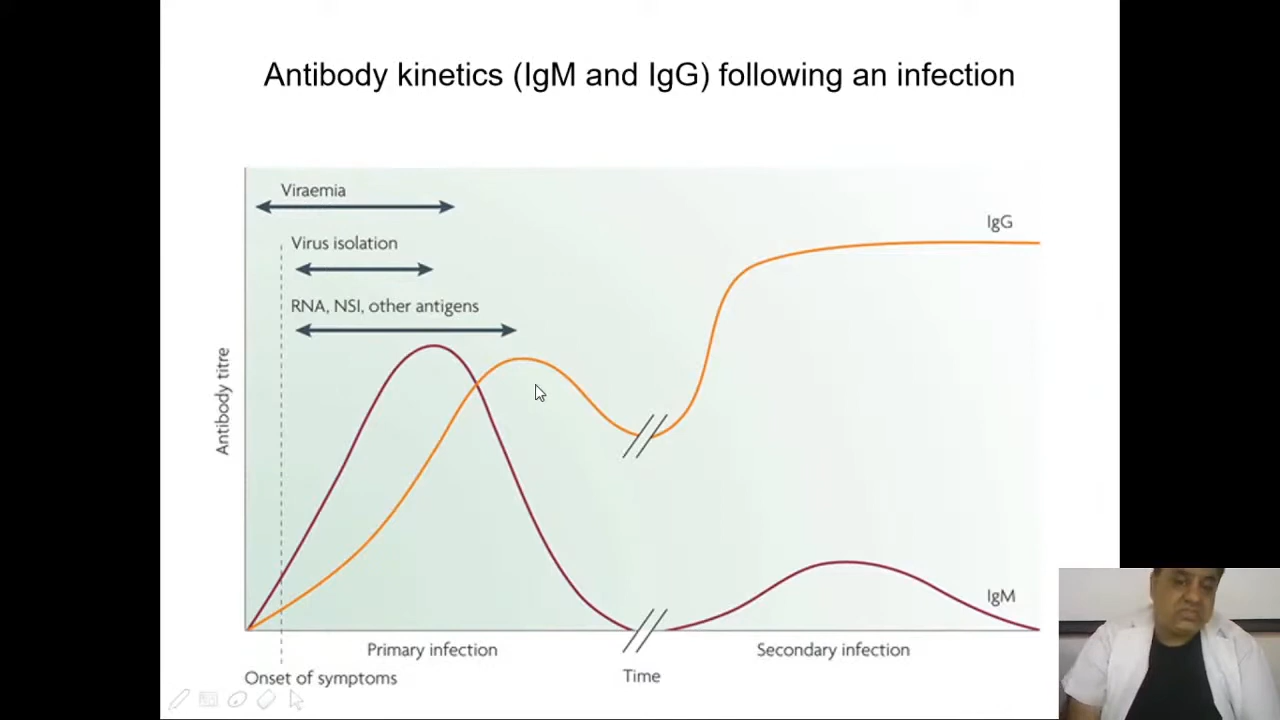 Antibody kinetics (IgM and IgG) following an infection
Viraemia
Virus isolation
RNA, NSI, other antigens
IgG
Antibody titre
IgM
Primary infection
Secondary infection
Onset of symptoms
Time